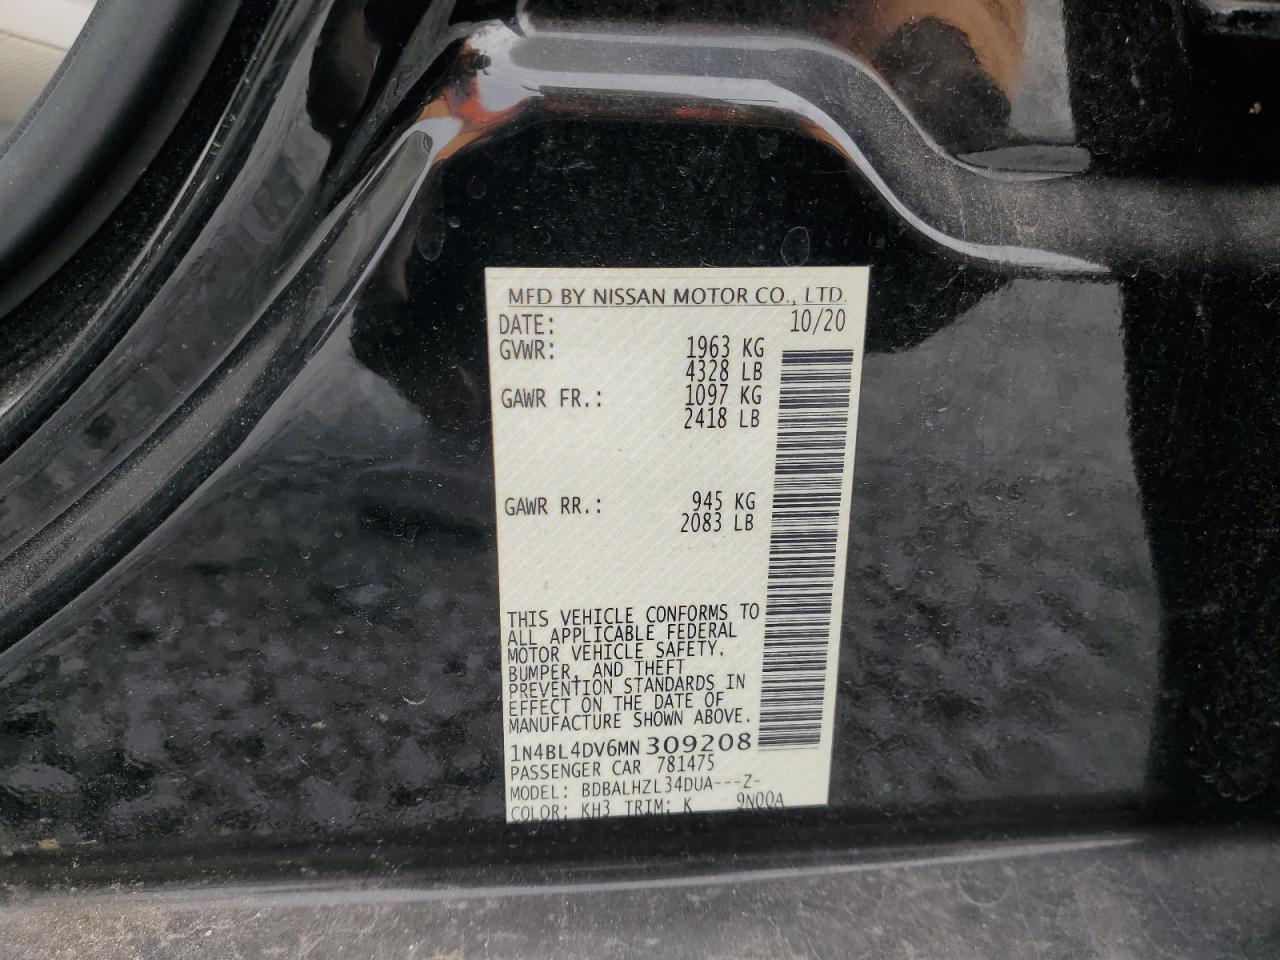 MFD BY NISSAN MOTOR CO., LTD.
DATE: 10/20
GVWR: 1963 KG
4328 LB
GAWR FR.: 1097 KG
2418 LB
GAWR RR.: 945 KG
2083 LB
THIS VEHICLE CONFORMS TO
ALL APPLICABLE FEDERAL
MOTOR VEHICLE SAFETY,
BUMPER, AND THEFT
PREVENTION STANDARDS IN
EFFECT ON THE DATE OF
MANUFACTURE SHOWN ABOVE.
1N4BL4DV6MN309208
PASSENGER CAR 781475
MODEL: BDBALHZL34DUA---Z-
COLOR: KH3 TRIM: K 9N00A